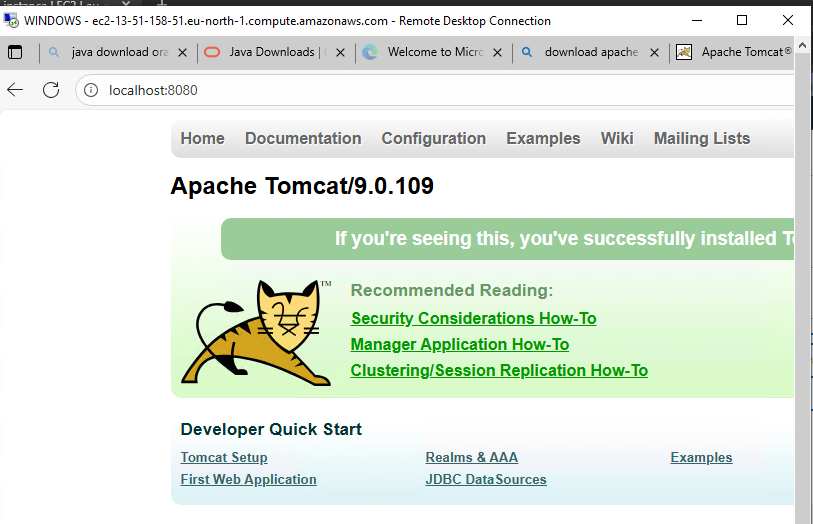 WINDOWS - ec2-13-51-158-51.eu-north-1.compute.amazonaws.com - Remote Desktop Connection
java download ora Java Downloads | Welcome to Micr download apache Apache Tomcat®
localhost:8080
Home Documentation Configuration Examples Wiki Mailing Lists
Apache Tomcat/9.0.109
If you're seeing this, you've successfully installed T
TM
Recommended Reading:
Security Considerations How-To
Manager Application How-To
Clustering/Session Replication How-To
Developer Quick Start
Tomcat Setup Realms & AAA Examples
First Web Application JDBC DataSources